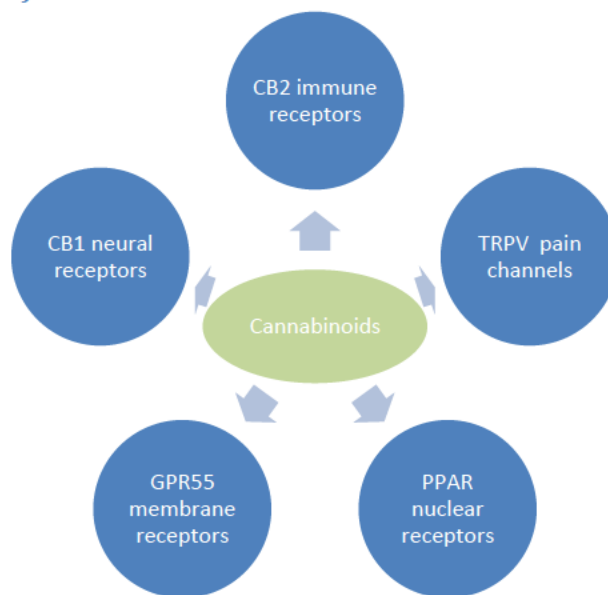 CB2 immune
receptors
CB1 neural
receptors
TRPV pain
channels
Cannabinoids
GPR55
membrane
receptors
PPAR
nuclear
receptors